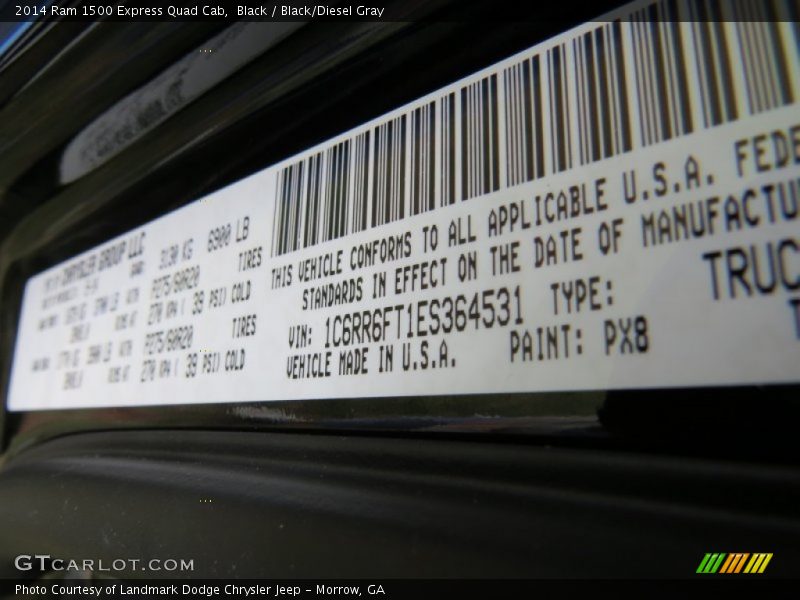 2014 Ram 1500 Express Quad Cab,  Black / Black/Diesel Gray
CHRYSLER GROUP LLC
3130 KG 6900 LB
P275/60R20 TIRES
270 KPA ( 39 PSI) COLD
P275/60R20 TIRES
270 KPA ( 39 PSI) COLD
THIS VEHICLE CONFORMS TO ALL APPLICABLE U.S.A. FEDE
STANDARDS IN EFFECT ON THE DATE OF MANUFACTU
VIN: 1C6RR6FT1ES364531 TYPE: TRUC
VEHICLE MADE IN U.S.A. PAINT: PX8
GTCARLOT.COM
Photo Courtesy of Landmark Dodge Chrysler Jeep – Morrow, GA